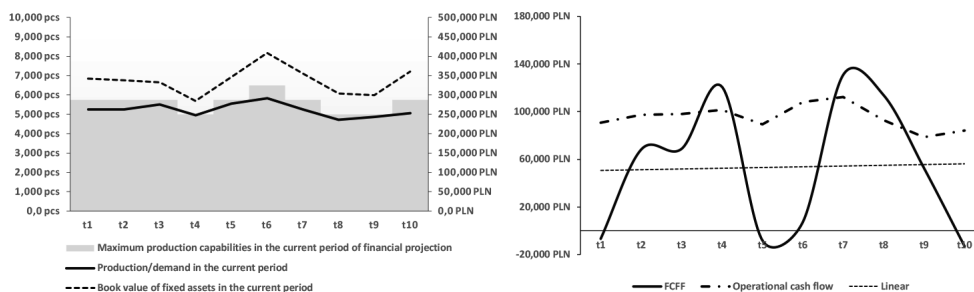 10,000 pcs
9,000 pcs
8,000 pcs
7,000 pcs
6,000 pcs
5,000 pcs
4,000 pcs
3,000 pcs
2,000 pcs
1,000 pcs
0,0 pcs
500,000 PLN
450,000 PLN
400,000 PLN
350,000 PLN
300,000 PLN
250,000 PLN
200,000 PLN
150,000 PLN
100,000 PLN
50,000 PLN
0,0 PLN
t1 t2 t3 t4 t5 t6 t7 t8 t9 t10
Maximum production capabilities in the current period of financial projection
Production/demand in the current period
Book value of fixed assets in the current period
180,000 PLN
140,000 PLN
100,000 PLN
60,000 PLN
20,000 PLN
-20,000 PLN
t1 t2 t3 t4 t5 t6 t7 t8 t9 t10
FCFF Operational cash flow Linear